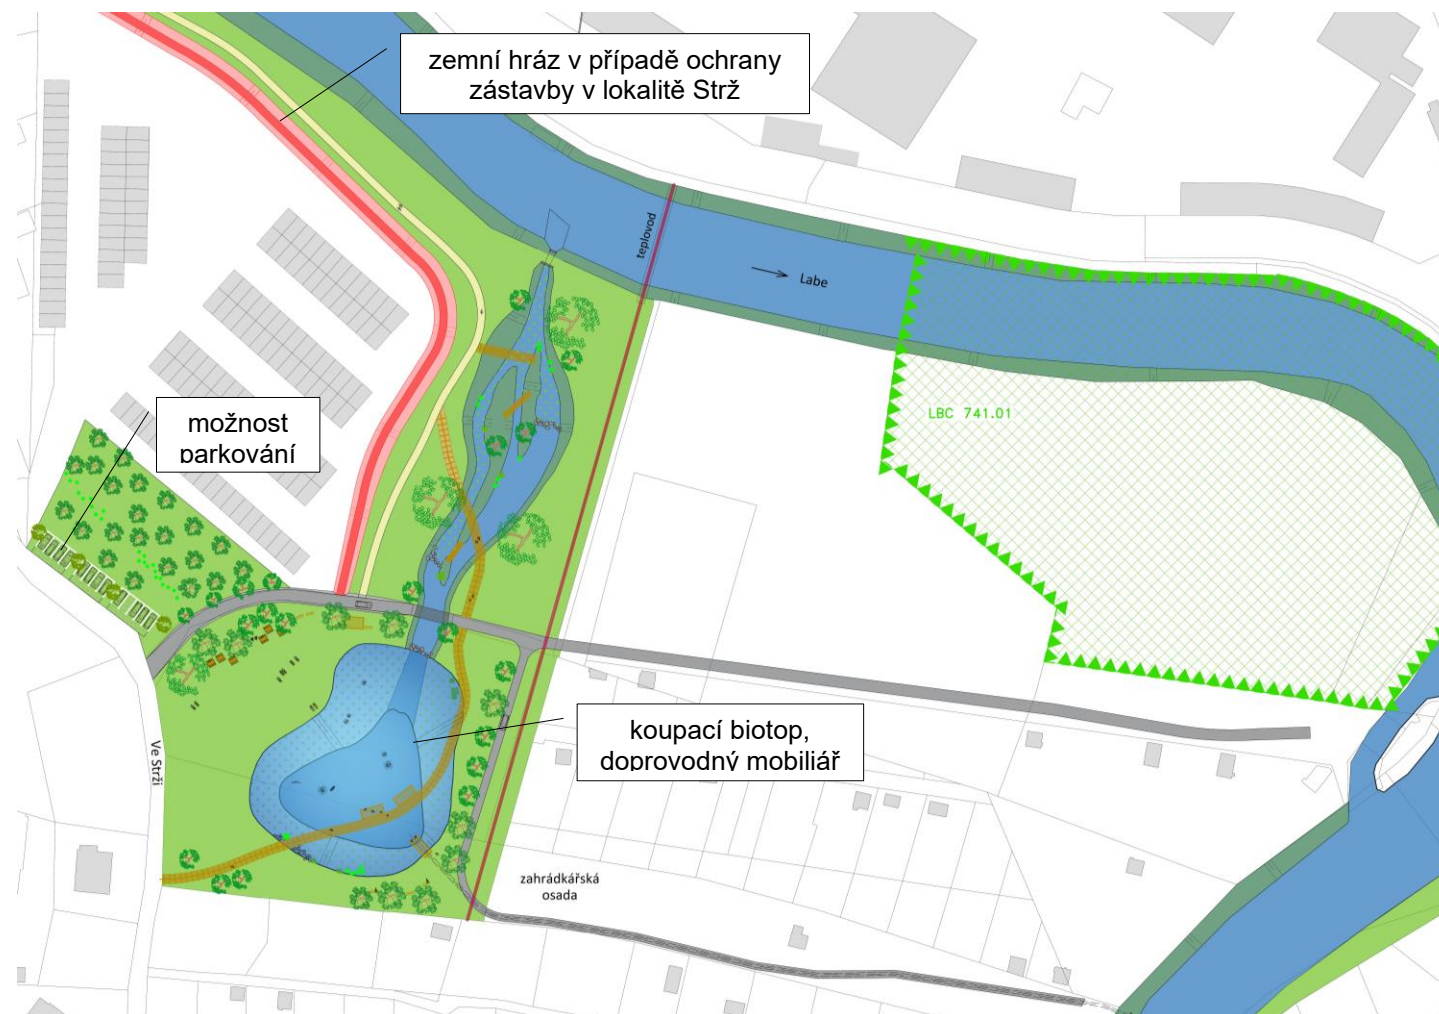 zemní hráz v případě ochrany
zástavby v lokalitě Strž
teplovod
Labe
LBC 741.01
možnost
parkování
koupací biotop,
doprovodný mobiliář
Ve Strži
zahrádkářská
osada